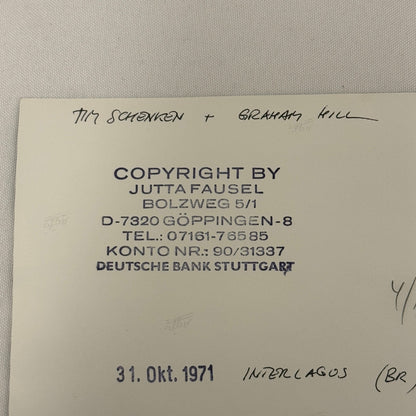 TIM SCHENKEN + GRAHAM HILL
COPYRIGHT BY
JUTTA FAUSEL
BOLZWEG 5/1
D-7320 GÖPPINGEN-8
TEL.: 07161-76585
KONTO NR.: 90/31337
DEUTSCHE BANK STUTTGART
31. Okt. 1971 INTERLAGOS (BR)